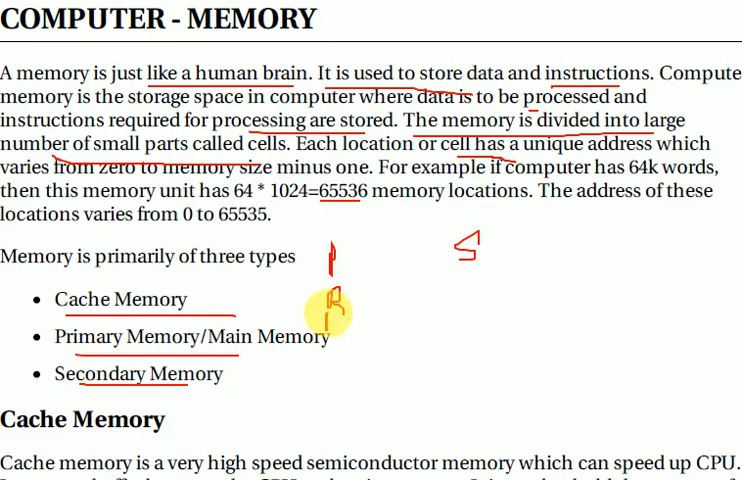 COMPUTER - MEMORY
A memory is just like a human brain. It is used to store data and instructions. Compute
memory is the storage space in computer where data is to be processed and
instructions required for processing are stored. The memory is divided into large
number of small parts called cells. Each location or cell has a unique address which
varies from zero to memory size minus one. For example if computer has 64k words,
then this memory unit has 64 * 1024=65536 memory locations. The address of these
locations varies from 0 to 65535.
Memory is primarily of three types
P S
• Cache Memory
R
• Primary Memory/Main Memory
• Secondary Memory
Cache Memory
Cache memory is a very high speed semiconductor memory which can speed up CPU.